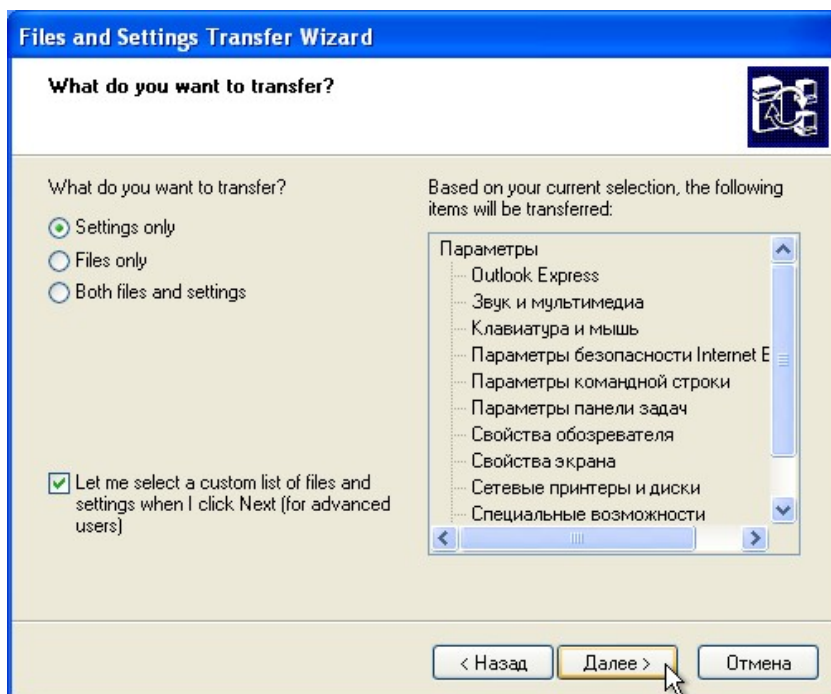 Files and Settings Transfer Wizard
What do you want to transfer?
What do you want to transfer?
Settings only
Files only
Both files and settings
Let me select a custom list of files and
settings when I click Next (for advanced
users)
Based on your current selection, the following
items will be transferred:
Параметры
Outlook Express
Звук и мультимедиа
Клавиатура и мышь
Параметры безопасности Internet E
Параметры командной строки
Параметры панели задач
Свойства обозревателя
Свойства экрана
Сетевые принтеры и диски
Специальные возможности
< Назад
Далее >
Отмена